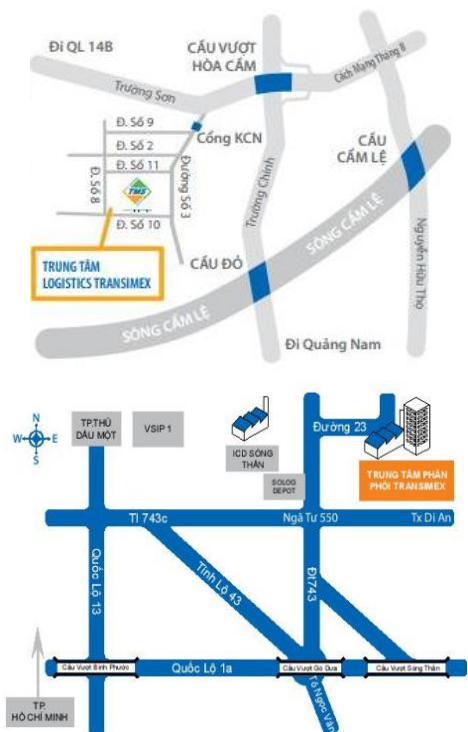 Đi QL 14B
CẦU VƯỢT
HÒA CẦM
Cách Mạng Tháng 8
Trường Sơn
Đ. Số 9
Cổng KCN
Đ. Số 2
CẦU
CẨM LỆ
Đ. Số 11
Đ. Số 8
TMS
Đường Số 3
Trường Chinh
Đ. Số 10
Nguyễn Hữu Thọ
TRUNG TÂM
LOGISTICS TRANSIMEX
CẦU ĐỎ
SÔNG CẨM LỆ
SÔNG CẨM LỆ
Đi Quảng Nam
N
W E
S
TP.THỦ
DẦU MỘT
VSIP 1
ICD SÓNG
THẦN
SOLOG
DEPOT
Đường 23
TRUNG TÂM PHÂN
PHỐI TRANSIMEX
Tl 743c
Ngã Tư 550
Tx Dĩ An
Quốc Lộ 13
Tỉnh Lộ 43
Đt743
Cầu Vượt Bình Phước
Quốc Lộ 1a
Cầu Vượt Gò Dưa
Cầu Vượt Sóng Thần
Tô Ngọc Vân
TP.
HỒ CHÍ MINH